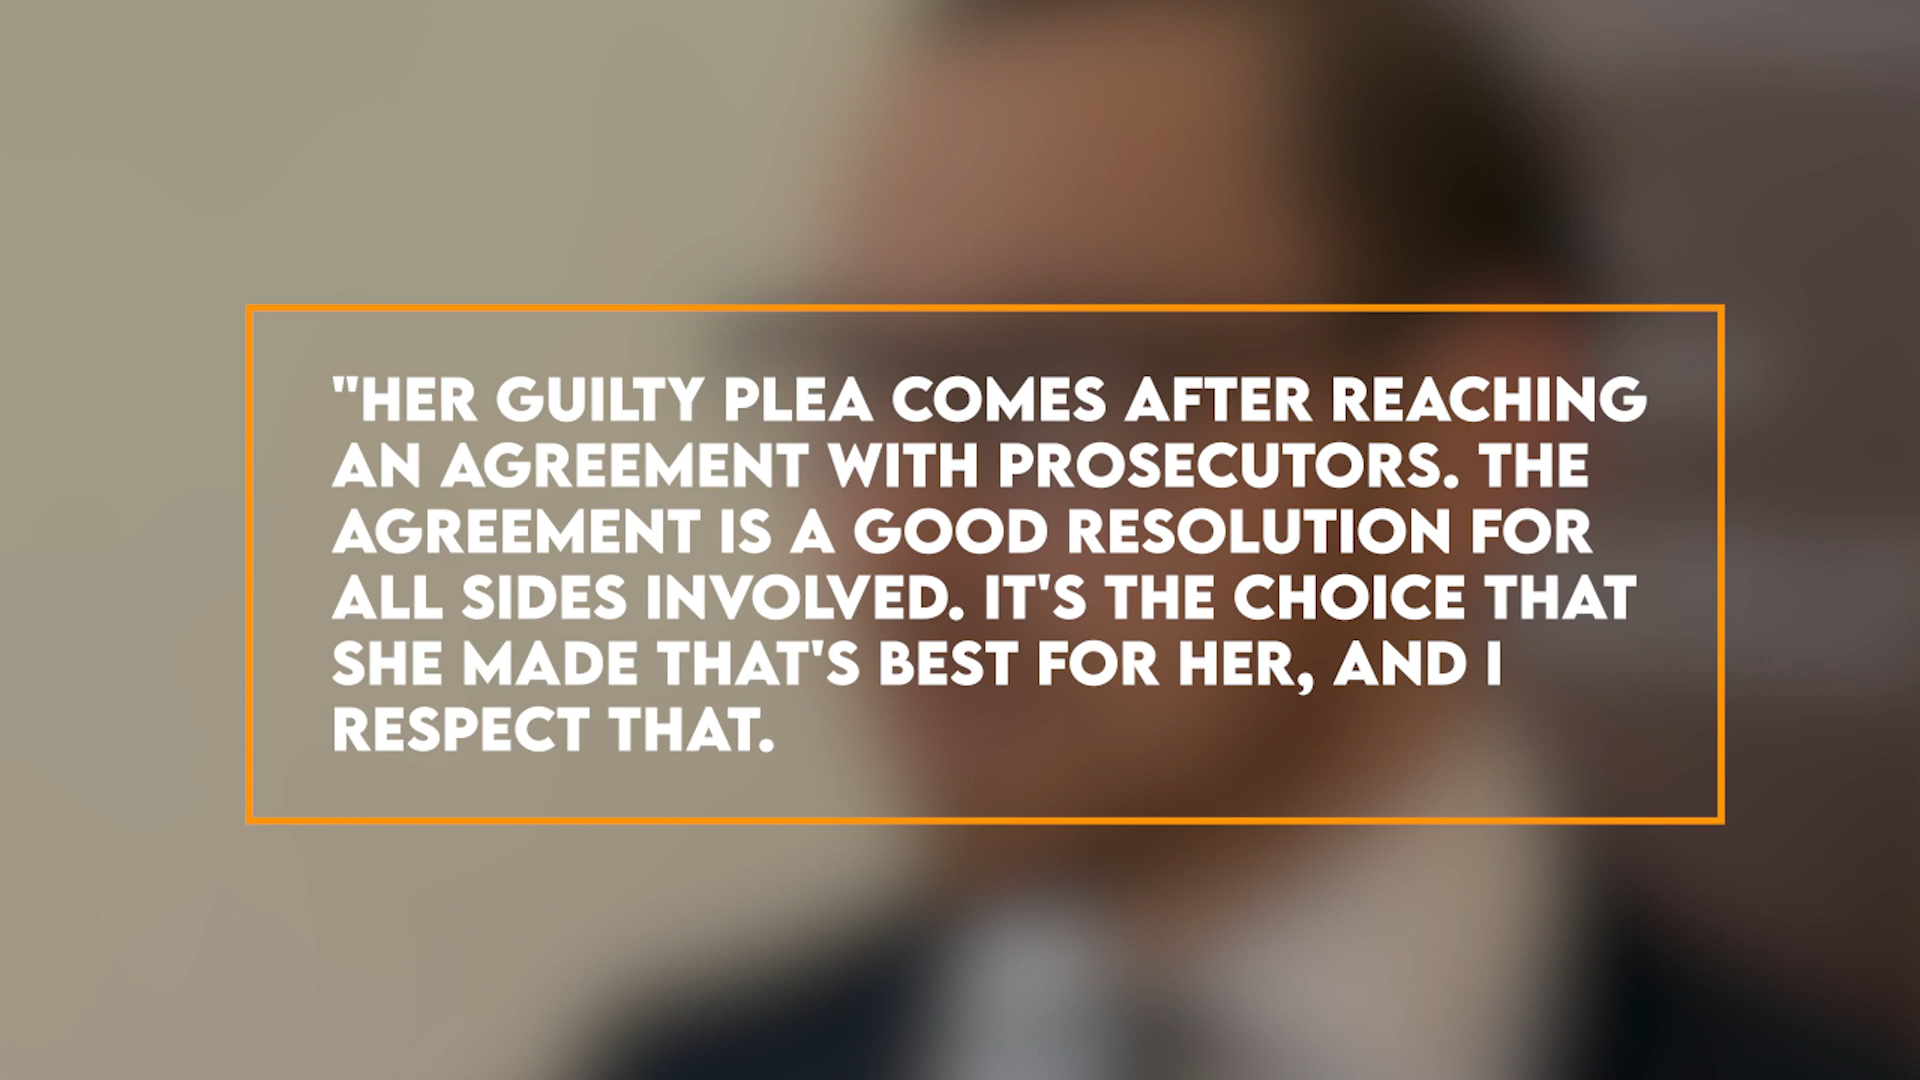 "HER GUILTY PLEA COMES AFTER REACHING
AN AGREEMENT WITH PROSECUTORS. THE
AGREEMENT IS A GOOD RESOLUTION FOR
ALL SIDES INVOLVED. IT'S THE CHOICE THAT
SHE MADE THAT'S BEST FOR HER, AND I
RESPECT THAT.